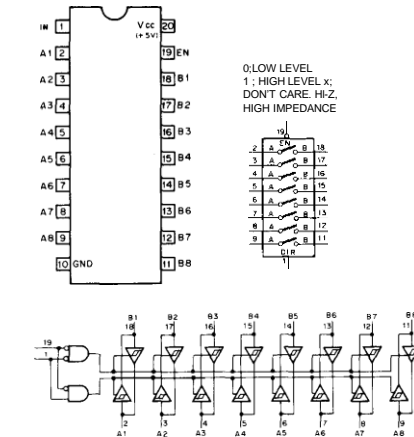 IN 1 Vcc 20
(+5V)
A1 2 19 EN
A2 3 18 B1
A3 4 17 B2
A4 5 16 B3
A5 6 15 B4
A6 7 14 B5
A7 8 13 B6
A8 9 12 B7
10 GND 11 B8
0;LOW LEVEL
1 ; HIGH LEVEL x;
DON'T CARE. HI-Z,
HIGH IMPEDANCE
19
EN
2 A B 18
3 A B 17
4 A B 16
5 A B 15
6 A B 14
7 A B 13
8 A B 12
9 A B 11
DIR
1
B1 B2 B3 B4 B5 B6 B7 B8
18 17 16 15 14 13 12 11
19
1
2 3 4 5 6 7 8 9
A1 A2 A3 A4 A5 A6 A7 A8